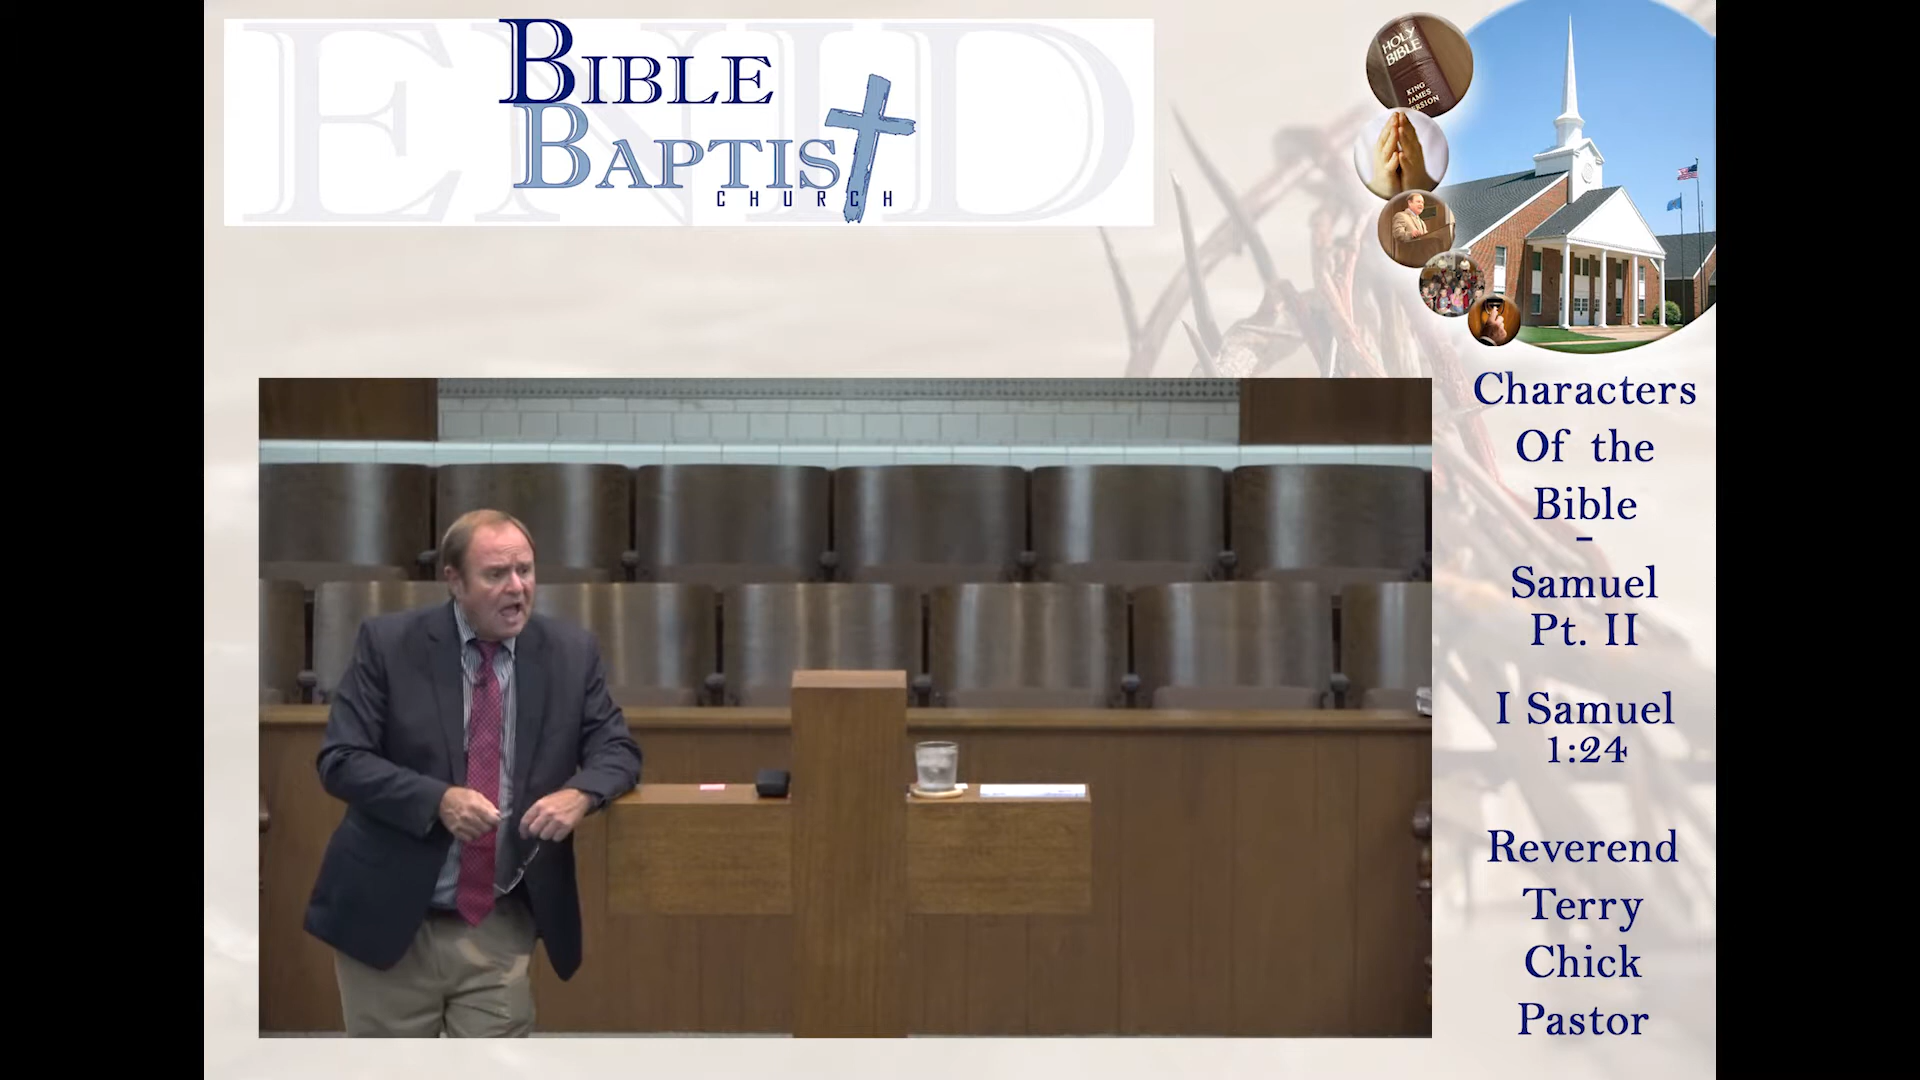 ENID
BIBLE
BAPTIST
CHURCH
HOLY
BIBLE
KING
JAMES
VERSION
Characters
Of the
Bible
-
Samuel
Pt. II
I Samuel
1:24
Reverend
Terry
Chick
Pastor